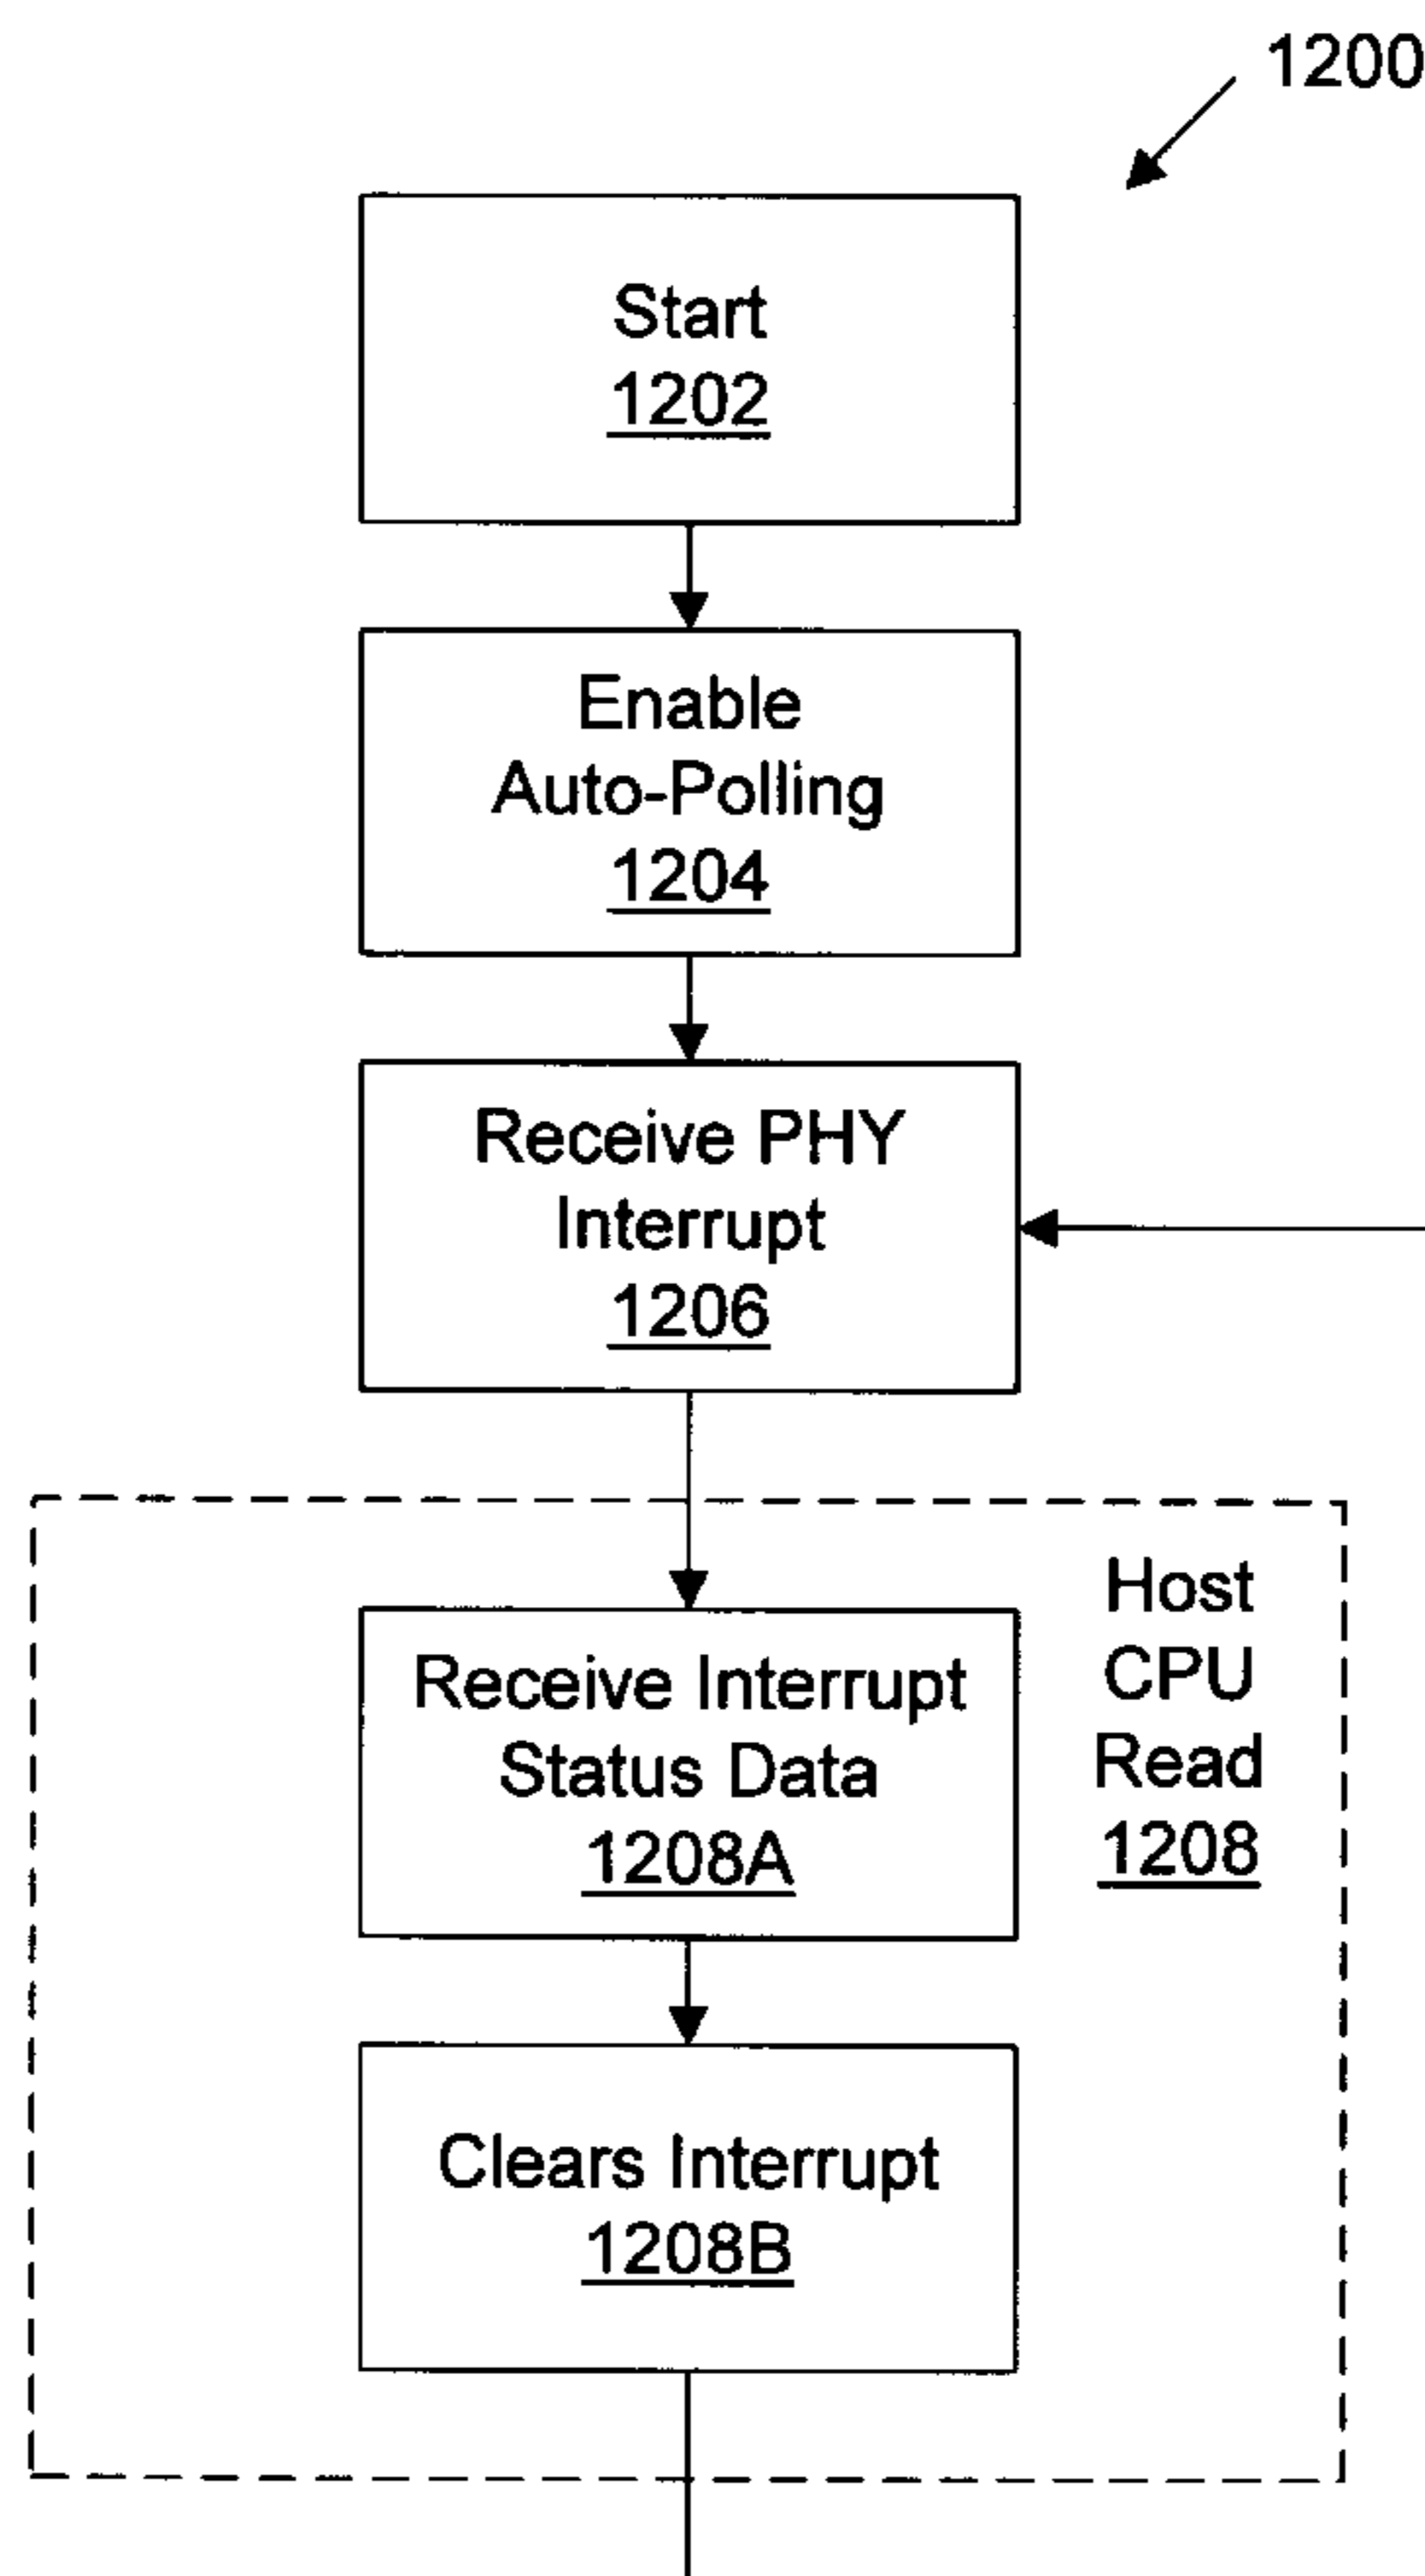 1200
Start
1202
Enable
Auto-Polling
1204
Receive PHY
Interrupt
1206
Host
CPU
Read
1208
Receive Interrupt
Status Data
1208A
Clears Interrupt
1208B